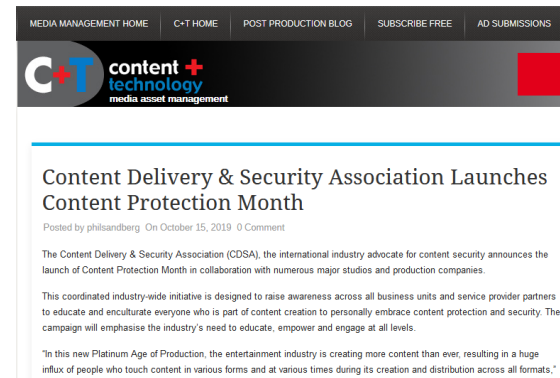 MEDIA MANAGEMENT HOME C+T HOME POST PRODUCTION BLOG SUBSCRIBE FREE AD SUBMISSIONS
C+T
content +
technology
media asset management
Content Delivery & Security Association Launches
Content Protection Month
Posted by philsandberg On October 15, 2019 0 Comment
The Content Delivery & Security Association (CDSA), the international industry advocate for content security announces the
launch of Content Protection Month in collaboration with numerous major studios and production companies.
This coordinated industry-wide initiative is designed to raise awareness across all business units and service provider partners
to educate and enculturate everyone who is part of content creation to personally embrace content protection and security. The
campaign will emphasise the industry's need to educate, empower and engage at all levels.
"In this new Platinum Age of Production, the entertainment industry is creating more content than ever, resulting in a huge
influx of people who touch content in various forms and at various times during its creation and distribution across all formats,"